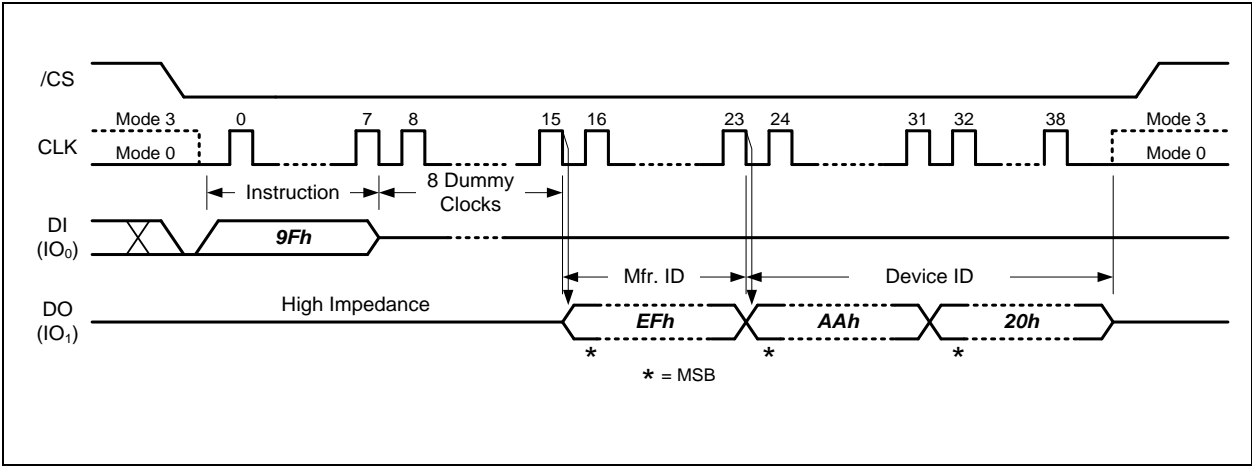 /CS
Mode 3 0 7 8 15 16 23 24 31 32 38 Mode 3
CLK
Mode 0 Mode 0
Instruction
8 Dummy
Clocks
DI
(IO₀)
9Fh
Mfr. ID
Device ID
DO
(IO₁)
High Impedance
EFh AAh 20h
* * *
* = MSB